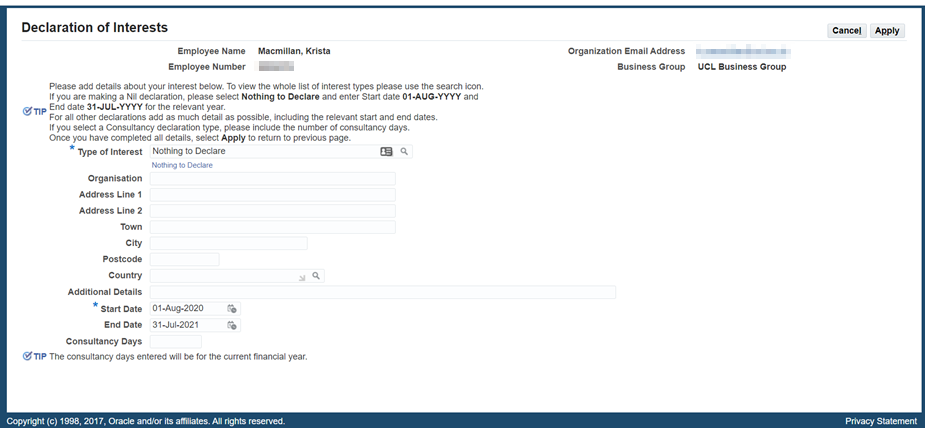 Declaration of Interests
Cancel Apply
Employee Name Macmillan, Krista Organization Email Address
Employee Number Business Group UCL Business Group
Please add details about your interest below. To view the whole list of interest types please use the search icon.
If you are making a Nil declaration, please select Nothing to Declare and enter Start date 01-AUG-YYYY and
End date 31-JUL-YYYY for the relevant year.
TIP For all other declarations add as much detail as possible, including the relevant start and end dates.
If you select a Consultancy declaration type, please include the number of consultancy days.
Once you have completed all details, select Apply to return to previous page.
* Type of Interest Nothing to Declare
Nothing to Declare
Organisation
Address Line 1
Address Line 2
Town
City
Postcode
Country
Additional Details
* Start Date 01-Aug-2020
End Date 31-Jul-2021
Consultancy Days
TIP The consultancy days entered will be for the current financial year.
Copyright (c) 1998, 2017, Oracle and/or its affiliates. All rights reserved. Privacy Statement